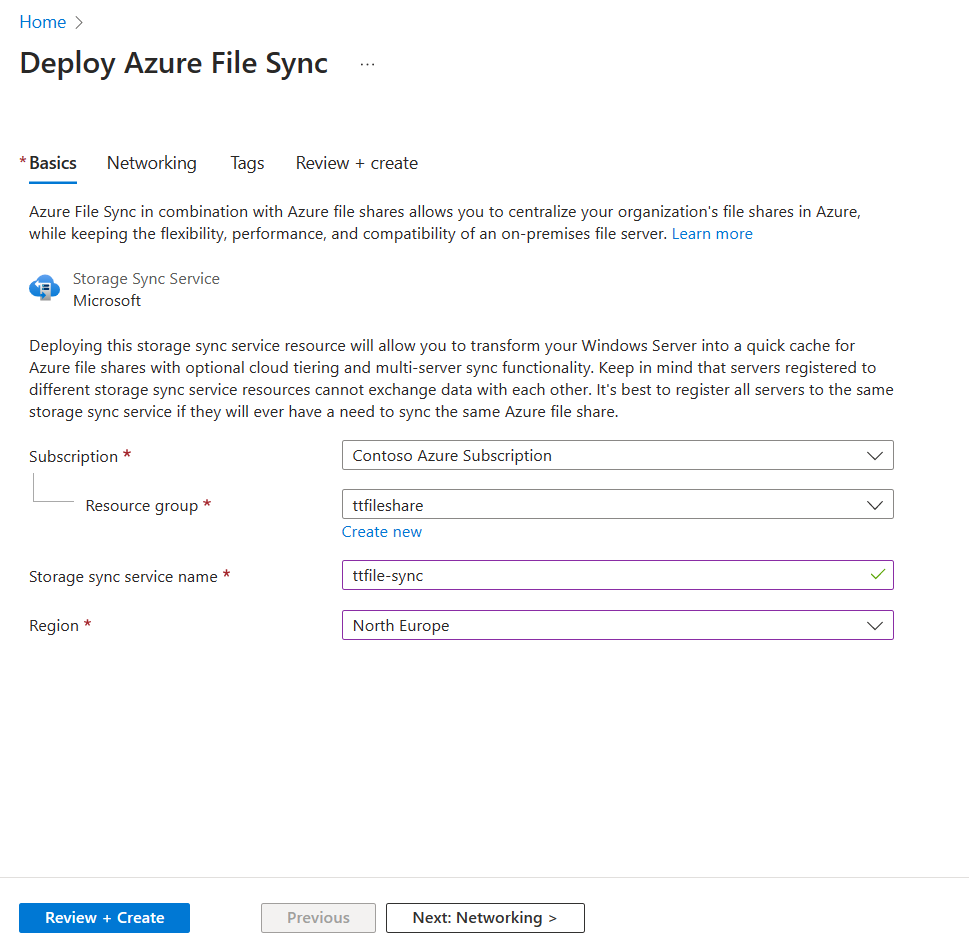 Home >
Deploy Azure File Sync ...
* Basics Networking Tags Review + create
Azure File Sync in combination with Azure file shares allows you to centralize your organization's file shares in Azure,
while keeping the flexibility, performance, and compatibility of an on-premises file server. Learn more
Storage Sync Service
Microsoft
Deploying this storage sync service resource will allow you to transform your Windows Server into a quick cache for
Azure file shares with optional cloud tiering and multi-server sync functionality. Keep in mind that servers registered to
different storage sync service resources cannot exchange data with each other. It's best to register all servers to the same
storage sync service if they will ever have a need to sync the same Azure file share.
Subscription * Contoso Azure Subscription
Resource group * ttfileshare
Create new
Storage sync service name * ttfile-sync
Region * North Europe
Review + Create Previous Next: Networking >